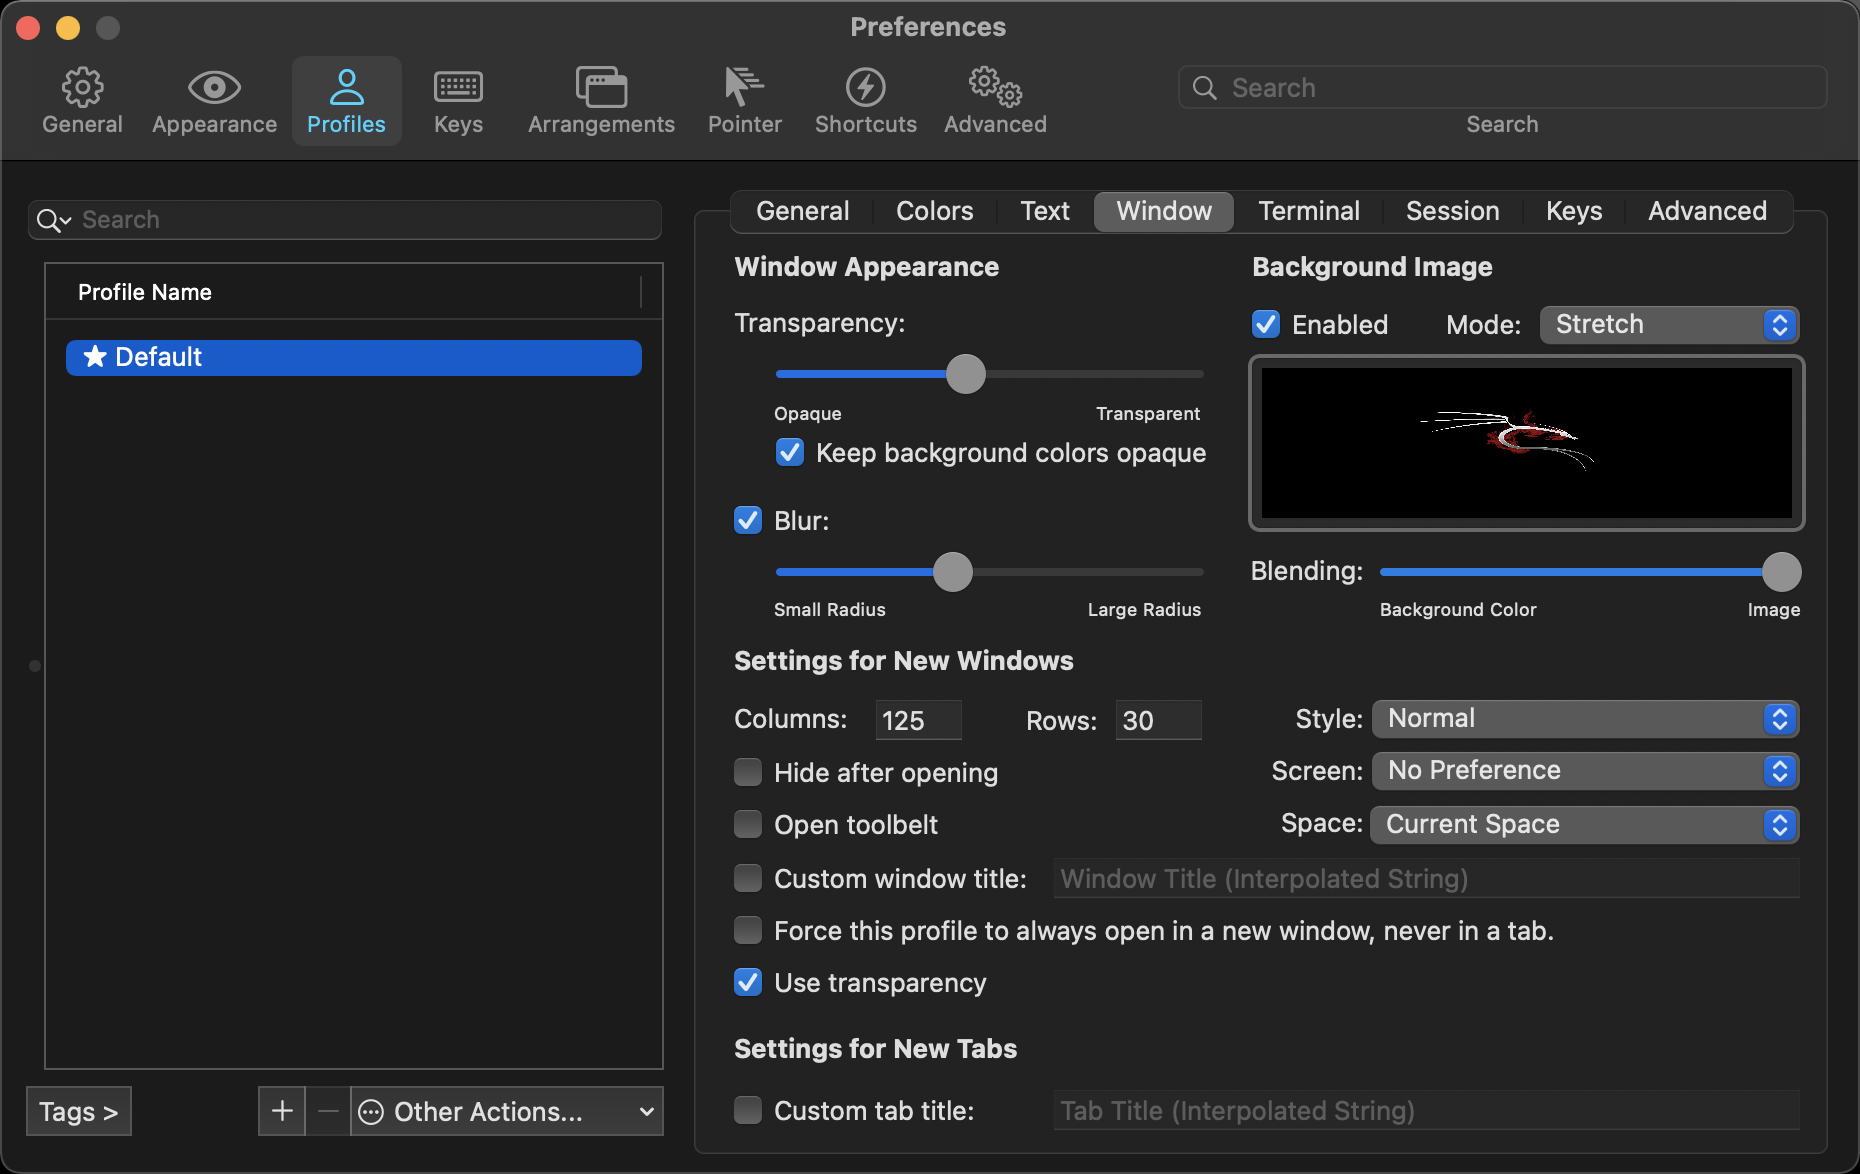 Preferences
General
Appearance
Profiles
Keys
Arrangements
Pointer
Shortcuts
Advanced
Search
Search
Search
Profile Name
Default
Tags >
Other Actions...
General
Colors
Text
Window
Terminal
Session
Keys
Advanced
Window Appearance
Transparency:
Opaque
Transparent
Keep background colors opaque
Blur:
Small Radius
Large Radius
Background Image
Enabled
Mode:
Stretch
Blending:
Background Color
Image
Settings for New Windows
Columns:
125
Rows:
30
Style:
Normal
Hide after opening
Screen:
No Preference
Open toolbelt
Space:
Current Space
Custom window title:
Window Title (Interpolated String)
Force this profile to always open in a new window, never in a tab.
Use transparency
Settings for New Tabs
Custom tab title:
Tab Title (Interpolated String)